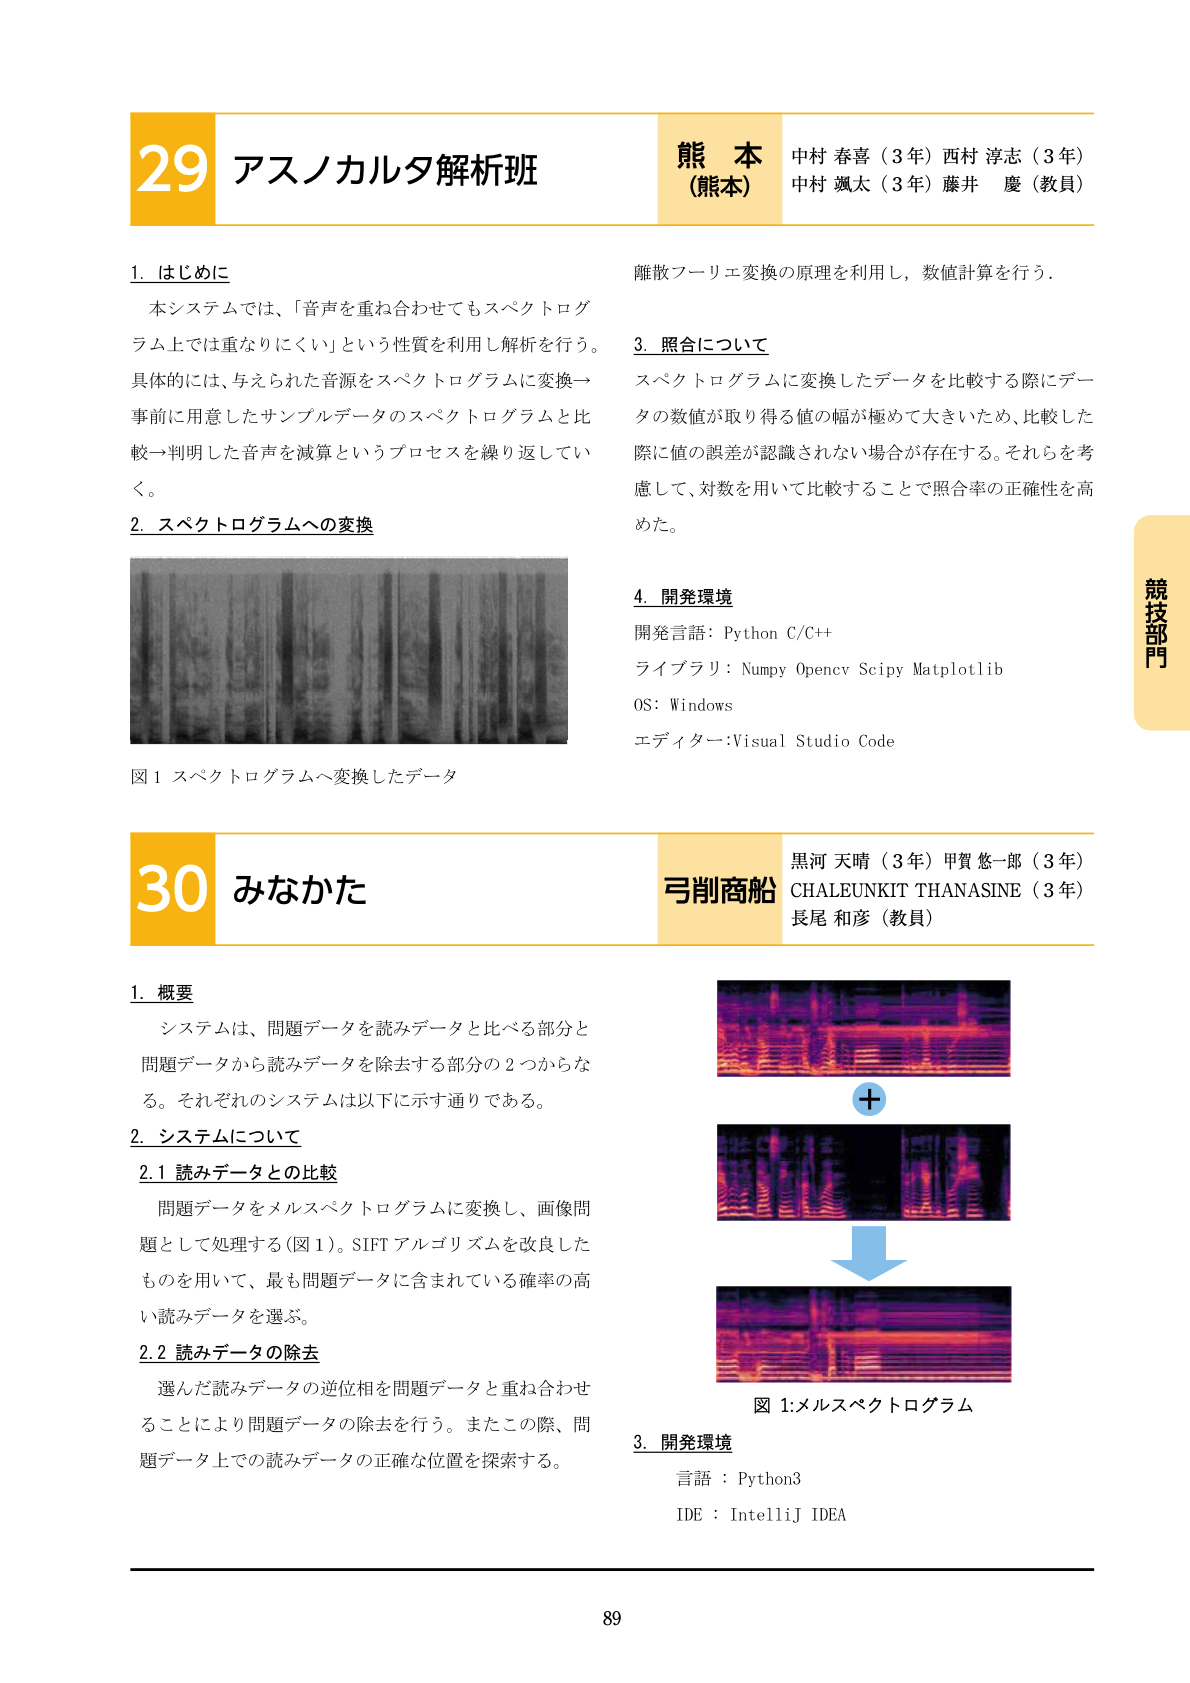 29
アスノカルタ解析班
熊 本
(熊本)
中村 春喜（３年）西村 淳志（３年）
中村 颯太（３年）藤井　慶（教員）
1. はじめに
本システムでは、「音声を重ね合わせてもスペクトログ
ラム上では重なりにくい」という性質を利用し解析を行う。
具体的には、与えられた音源をスペクトログラムに変換→
事前に用意したサンプルデータのスペクトログラムと比
較→判明した音声を減算というプロセスを繰り返してい
く。
2. スペクトログラムへの変換
図 1 スペクトログラムへ変換したデータ
離散フーリエ変換の原理を利用し，数値計算を行う．
3. 照合について
スペクトログラムに変換したデータを比較する際にデー
タの数値が取り得る値の幅が極めて大きいため、比較した
際に値の誤差が認識されない場合が存在する。それらを考
慮して、対数を用いて比較することで照合率の正確性を高
めた。
4. 開発環境
開発言語：Python C/C++
ライブラリ：Numpy Opencv Scipy Matplotlib
OS：Windows
エディター：Visual Studio Code
競技部門
30
みなかた
弓削商船
黒河 天晴（３年）甲賀 悠一郎（３年）
CHALEUNKIT THANASINE（３年）
長尾 和彦（教員）
1. 概要
システムは、問題データを読みデータと比べる部分と
問題データから読みデータを除去する部分の 2 つからな
る。それぞれのシステムは以下に示す通りである。
2. システムについて
2.1 読みデータとの比較
問題データをメルスペクトログラムに変換し、画像問
題として処理する(図１)。SIFT アルゴリズムを改良した
ものを用いて、最も問題データに含まれている確率の高
い読みデータを選ぶ。
2.2 読みデータの除去
選んだ読みデータの逆位相を問題データと重ね合わせ
ることにより問題データの除去を行う。またこの際、問
題データ上での読みデータの正確な位置を探索する。
+
図 1:メルスペクトログラム
3. 開発環境
言語 ： Python3
IDE ： IntelliJ IDEA
89